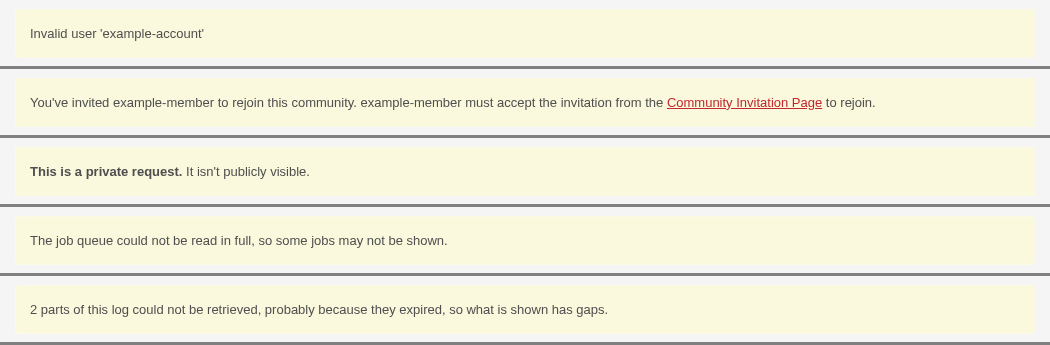 Invalid user 'example-account'
You've invited example-member to rejoin this community. example-member must accept the invitation from the Community Invitation Page to rejoin.
This is a private request. It isn't publicly visible.
The job queue could not be read in full, so some jobs may not be shown.
2 parts of this log could not be retrieved, probably because they expired, so what is shown has gaps.